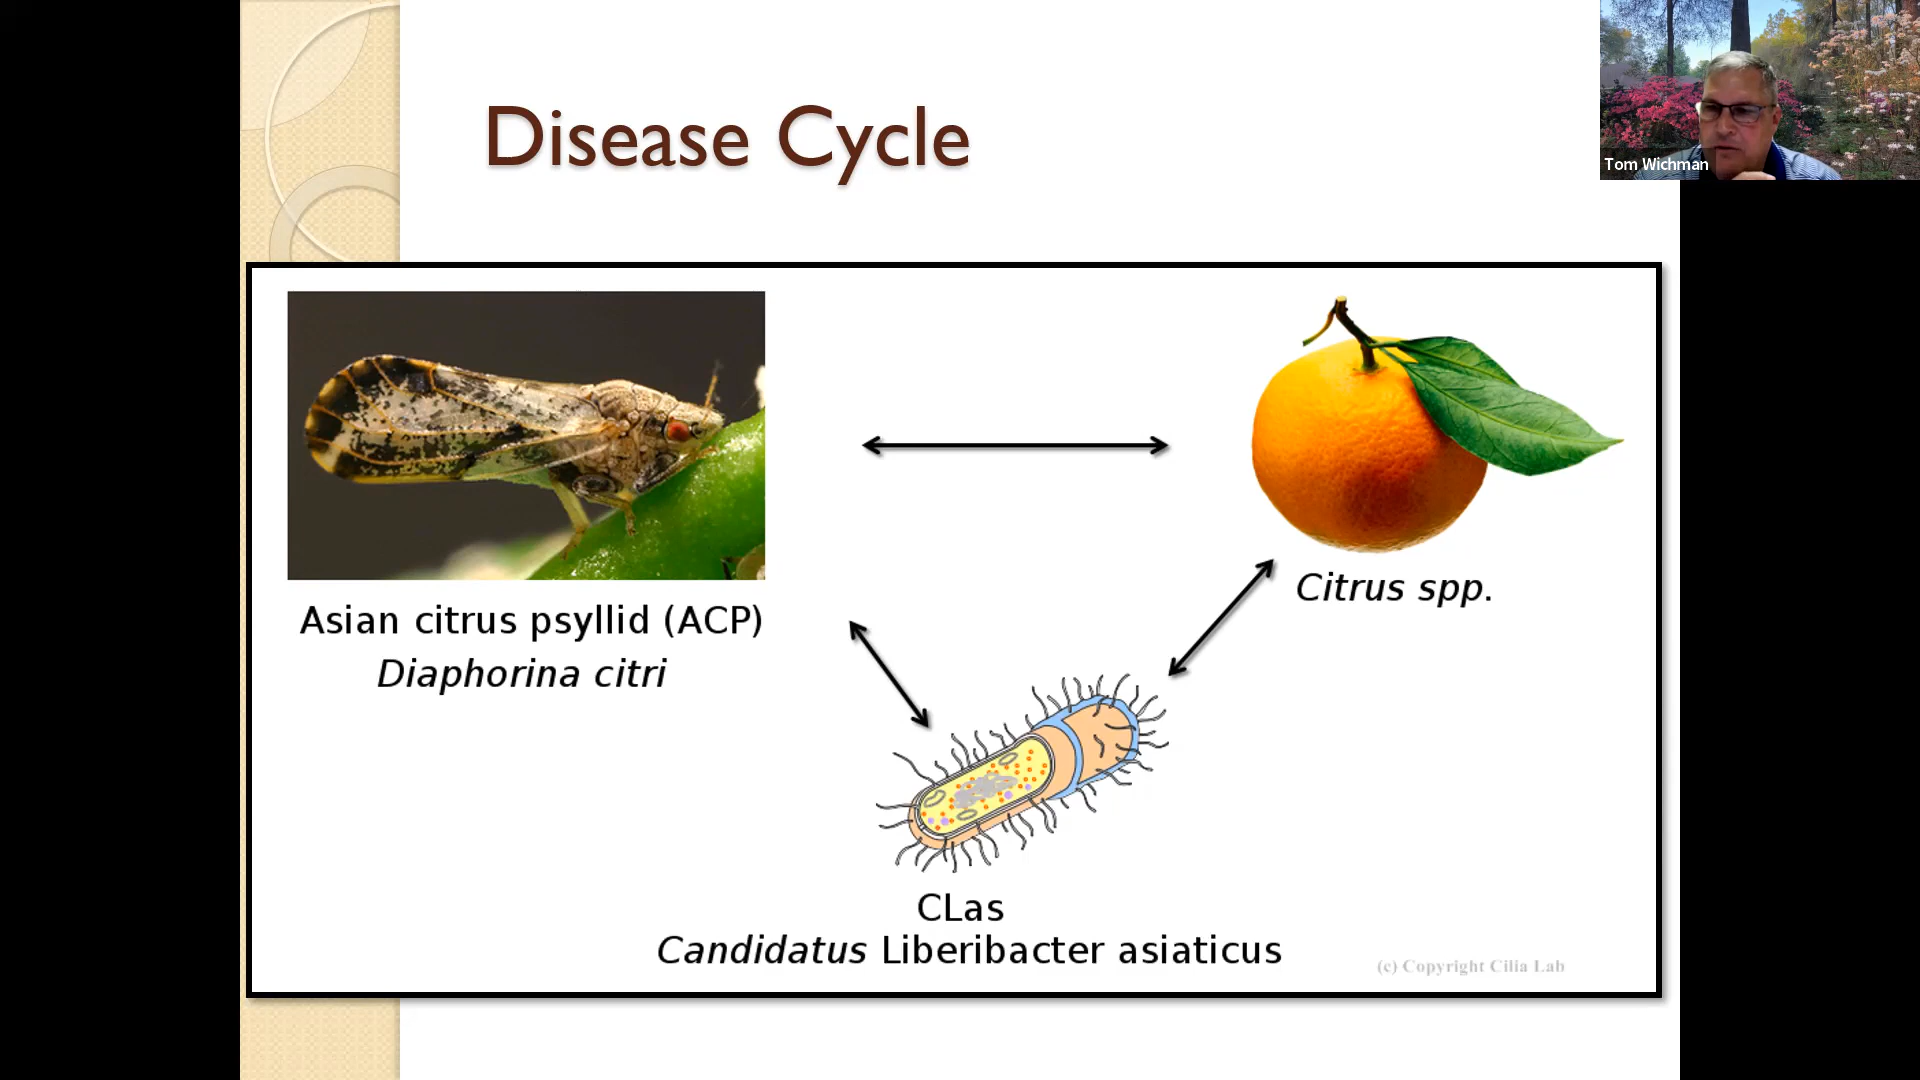 Disease Cycle
Tom Wichman
Asian citrus psyllid (ACP)
Diaphorina citri
Citrus spp.
CLas
Candidatus Liberibacter asiaticus
(c) Copyright Cilia Lab